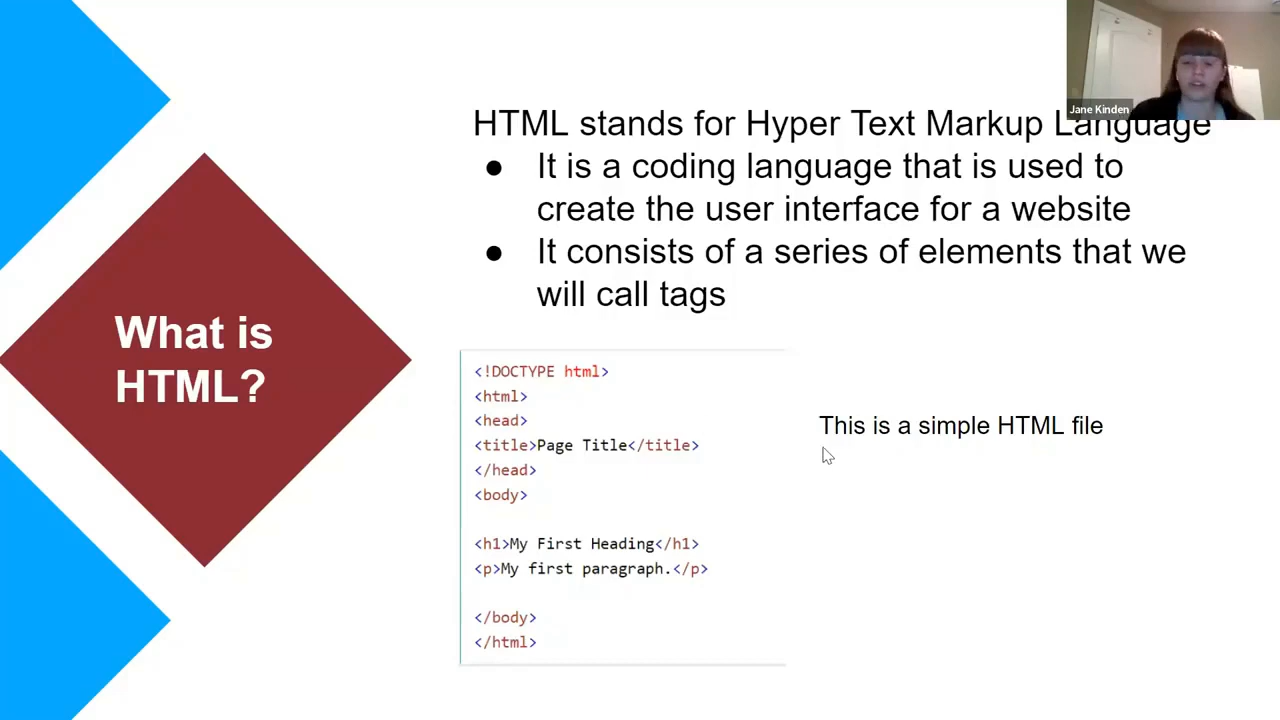 Jane Kinden
HTML stands for Hyper Text Markup Language
● It is a coding language that is used to
create the user interface for a website
● It consists of a series of elements that we
will call tags
What is
HTML?
<!DOCTYPE html>
<html>
<head>
<title>Page Title</title>
</head>
<body>
<h1>My First Heading</h1>
<p>My first paragraph.</p>
</body>
</html>
This is a simple HTML file